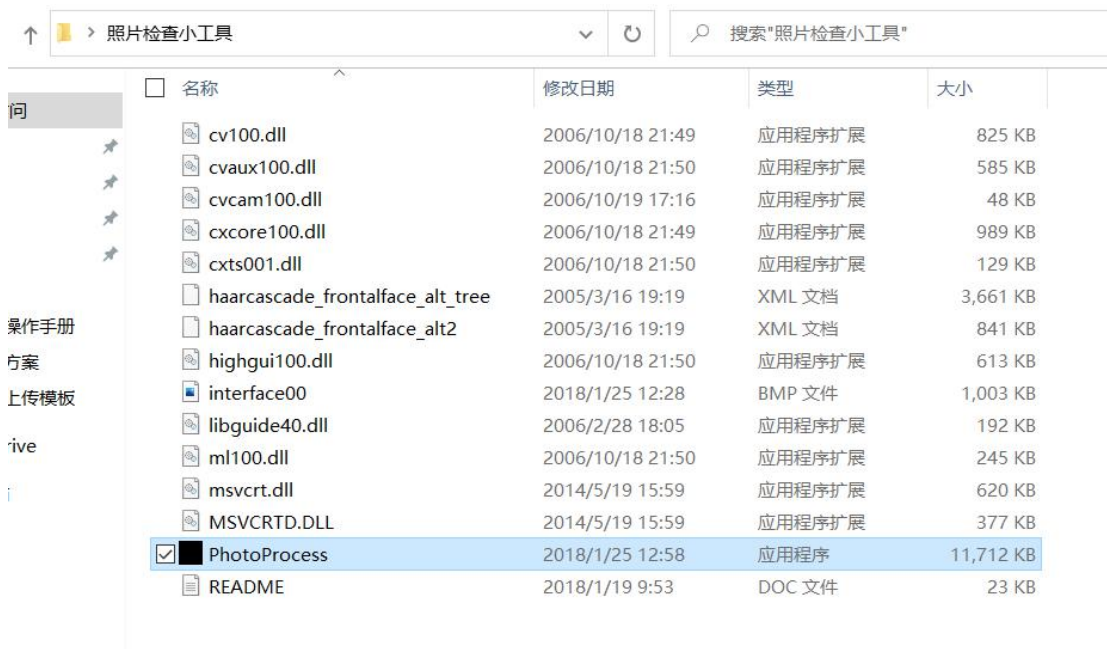 照片检查小工具 搜索"照片检查小工具"
名称 修改日期 类型 大小
问
cv100.dll 2006/10/18 21:49 应用程序扩展 825 KB
cvaux100.dll 2006/10/18 21:50 应用程序扩展 585 KB
cvcam100.dll 2006/10/19 17:16 应用程序扩展 48 KB
cxcore100.dll 2006/10/18 21:49 应用程序扩展 989 KB
cxts001.dll 2006/10/18 21:50 应用程序扩展 129 KB
haarcascade_frontalface_alt_tree 2005/3/16 19:19 XML 文档 3,661 KB
操作手册
haarcascade_frontalface_alt2 2005/3/16 19:19 XML 文档 841 KB
方案
highgui100.dll 2006/10/18 21:50 应用程序扩展 613 KB
上传模板
interface00 2018/1/25 12:28 BMP 文件 1,003 KB
libguide40.dll 2006/2/28 18:05 应用程序扩展 192 KB
rive
ml100.dll 2006/10/18 21:50 应用程序扩展 245 KB
msvcrt.dll 2014/5/19 15:59 应用程序扩展 620 KB
MSVCRTD.DLL 2014/5/19 15:59 应用程序扩展 377 KB
PhotoProcess 2018/1/25 12:58 应用程序 11,712 KB
README 2018/1/19 9:53 DOC 文件 23 KB